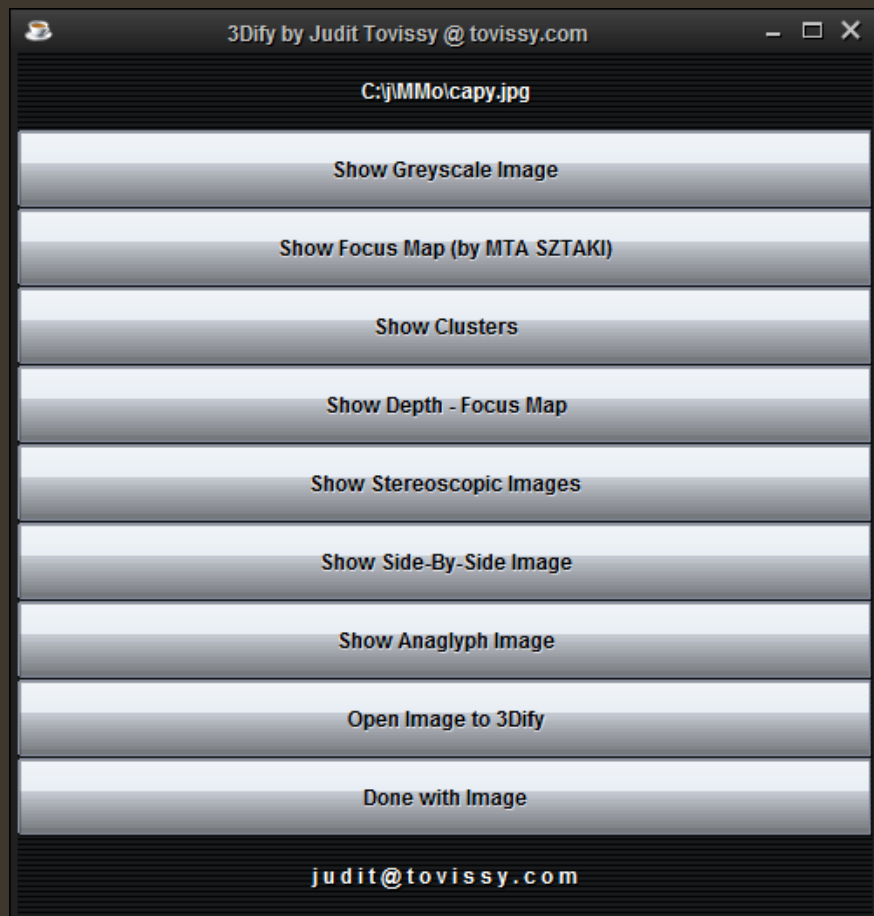 3Dify by Judit Tovissy @ tovissy.com
C:\j\MMo\capy.jpg
Show Greyscale Image
Show Focus Map (by MTA SZTAKI)
Show Clusters
Show Depth - Focus Map
Show Stereoscopic Images
Show Side-By-Side Image
Show Anaglyph Image
Open Image to 3Dify
Done with Image
judit@tovissy.com